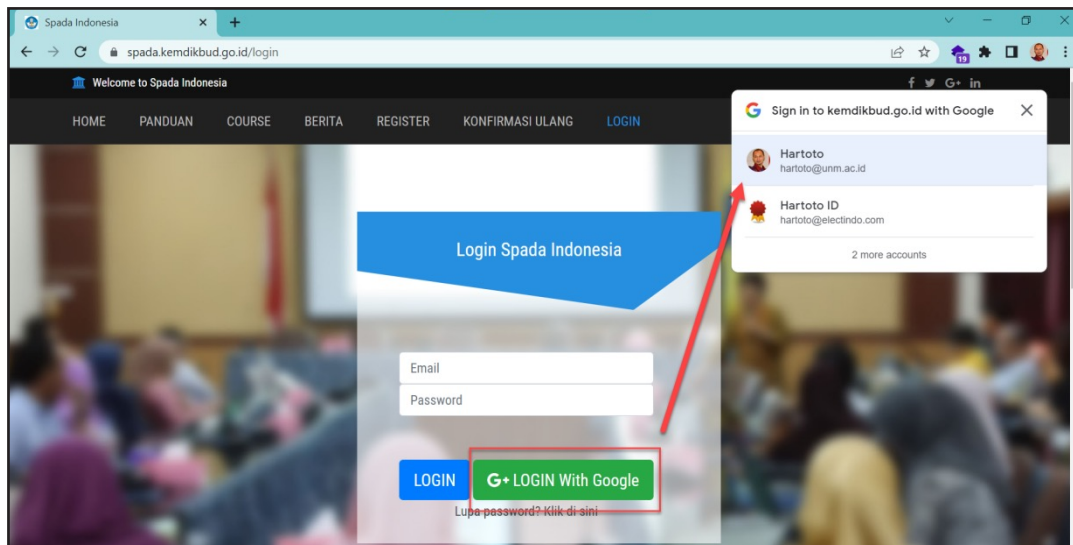 Spada Indonesia
spada.kemdikbud.go.id/login
19
Welcome to Spada Indonesia
f G+ in
HOME PANDUAN COURSE BERITA REGISTER KONFIRMASI ULANG LOGIN
G Sign in to kemdikbud.go.id with Google
Hartoto
hartoto@unm.ac.id
Hartoto ID
hartoto@electindo.com
2 more accounts
Login Spada Indonesia
Email
Password
LOGIN G+ LOGIN With Google
Lupa password? Klik di sini